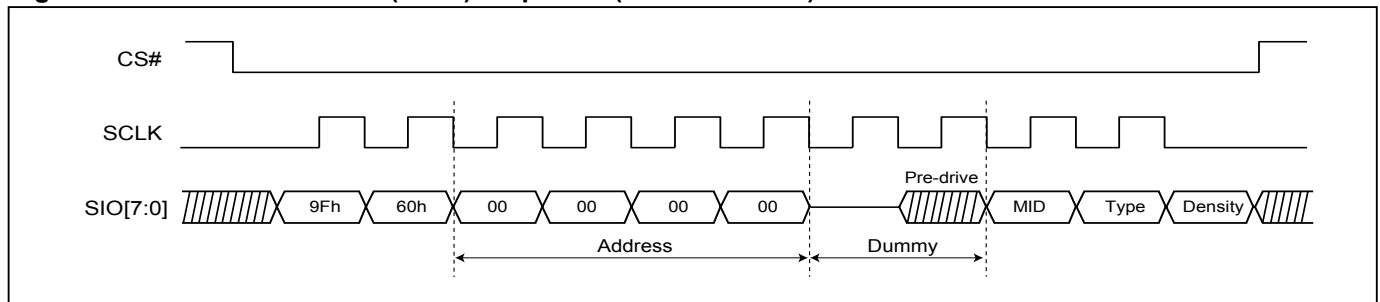 CS#
SCLK
Pre-drive
SIO[7:0] 9Fh 60h 00 00 00 00 MID Type Density
Address Dummy